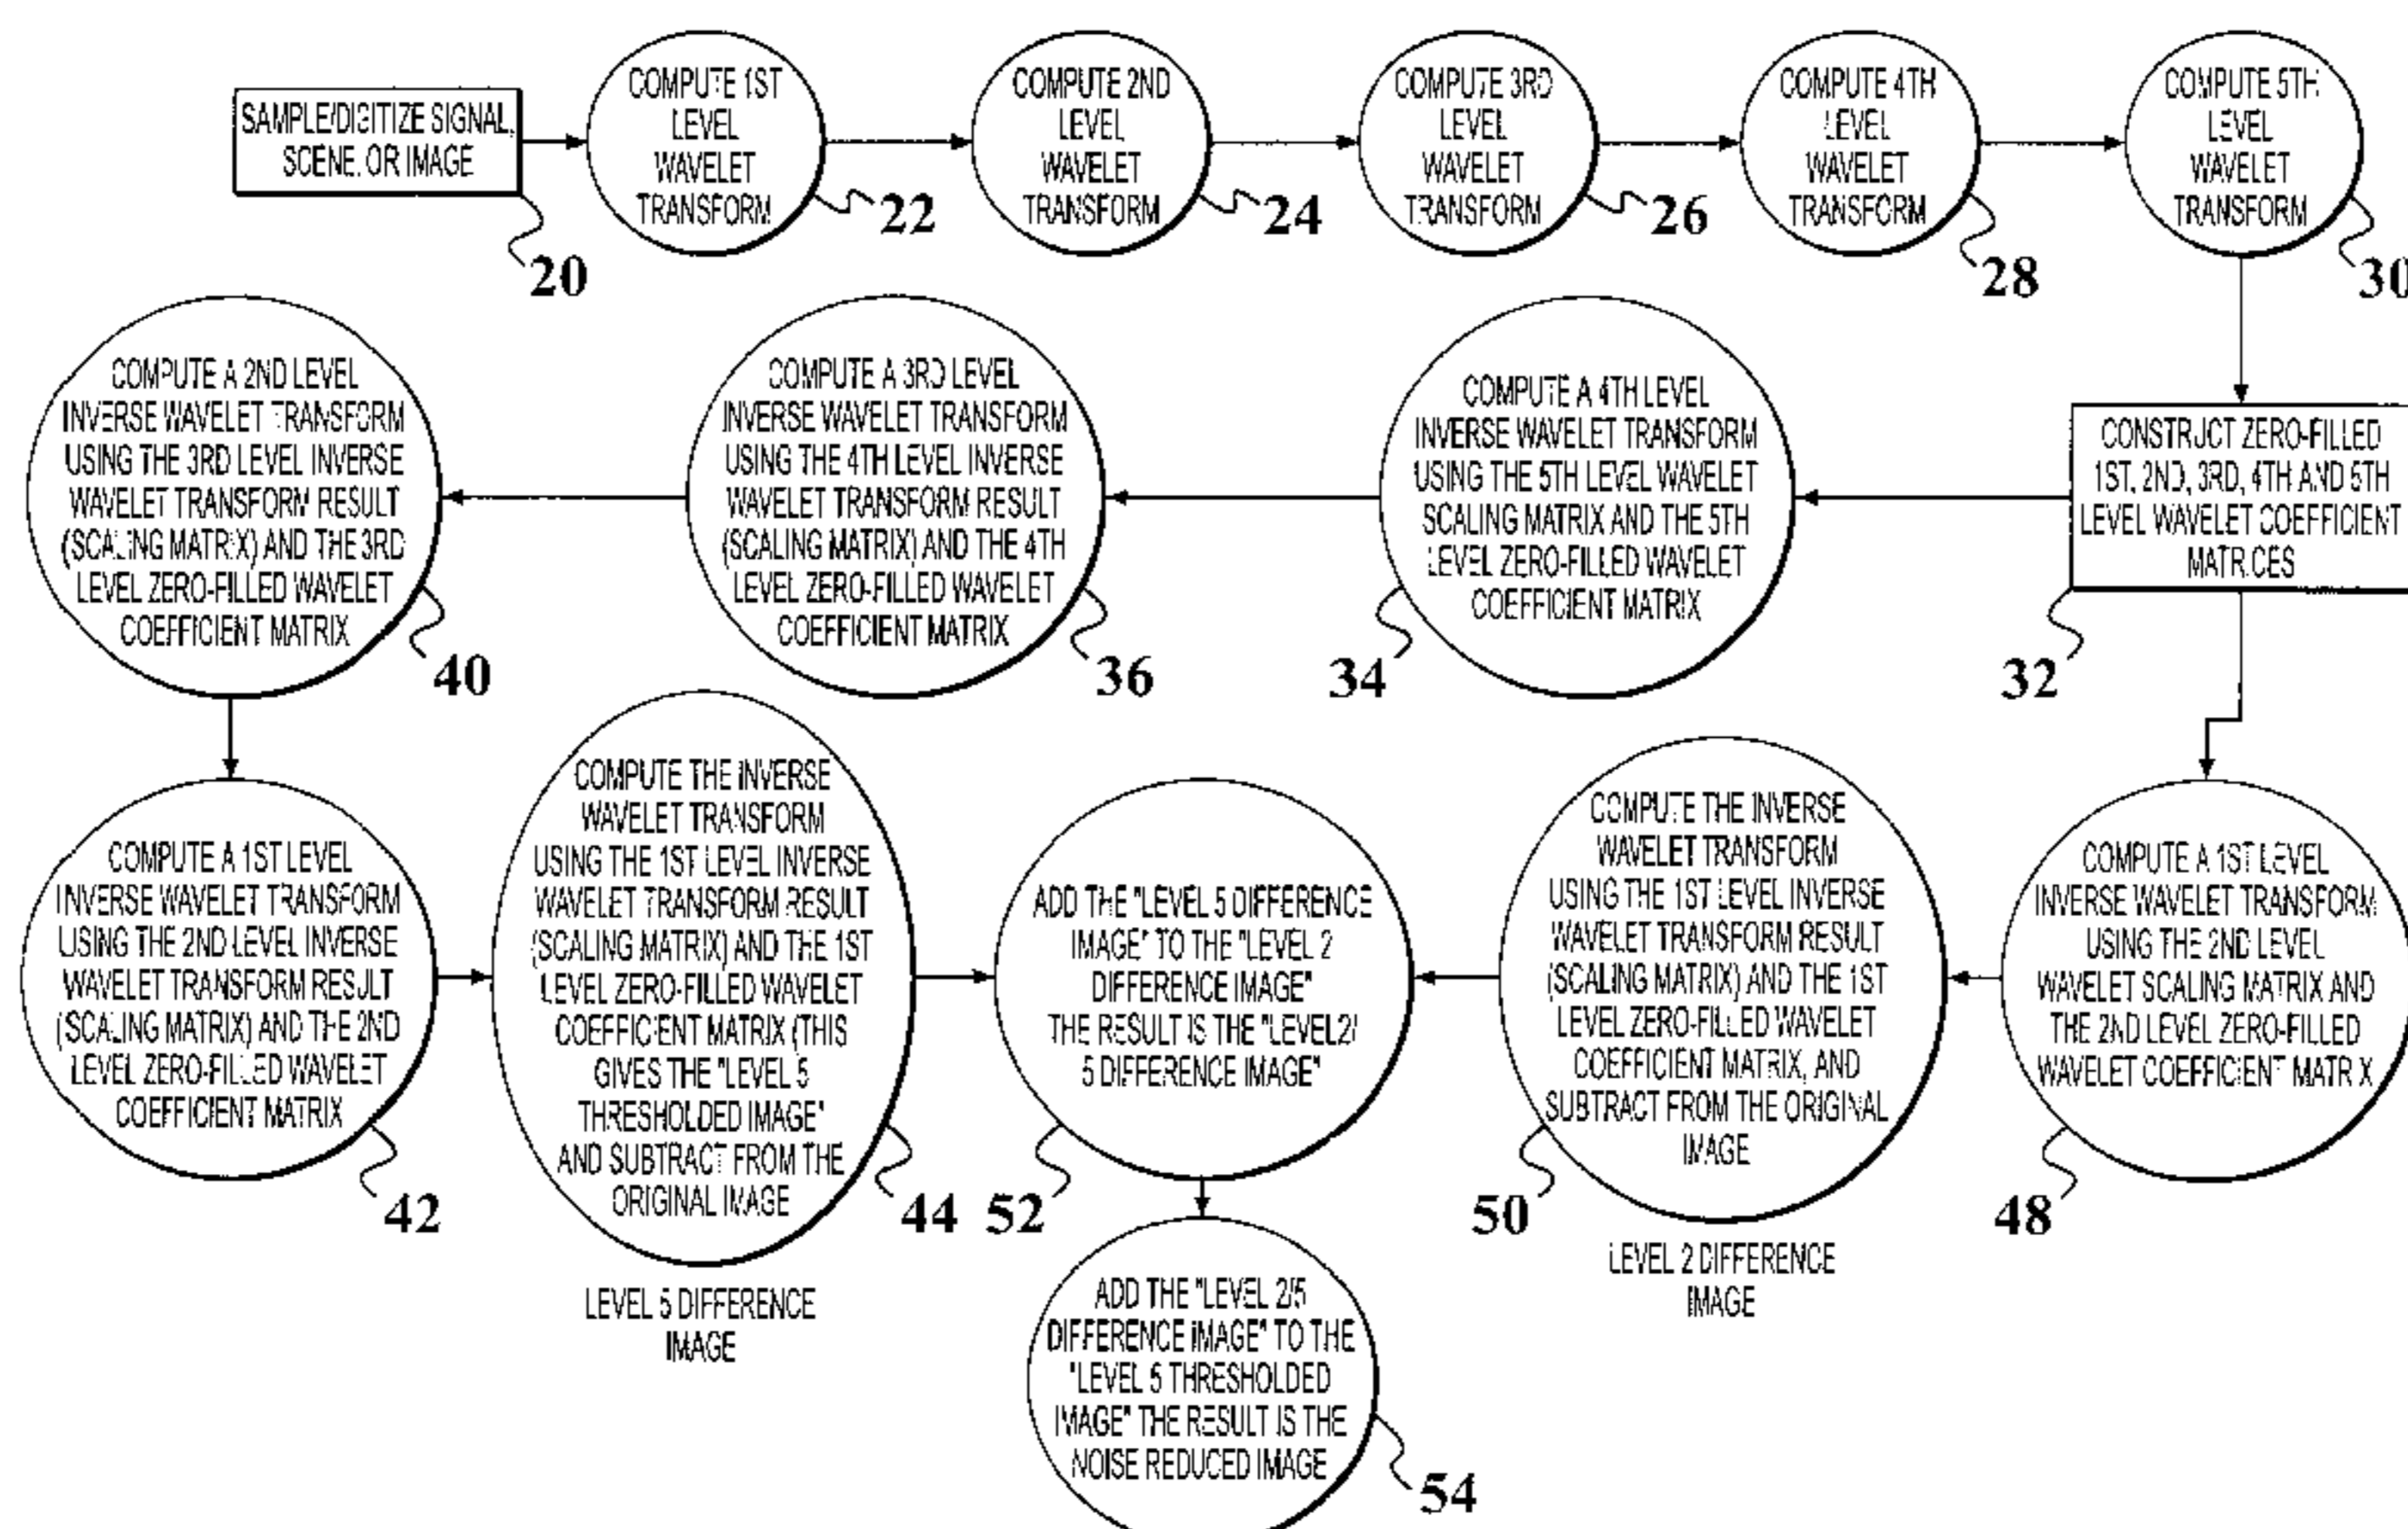 SAMPLE/DIGITIZE SIGNAL,
SCENE, OR IMAGE
20
COMPUTE 1ST
LEVEL
WAVELET
TRANSFORM
22
COMPUTE 2ND
LEVEL
WAVELET
TRANSFORM
24
COMPUTE 3RD
LEVEL
WAVELET
TRANSFORM
26
COMPUTE 4TH
LEVEL
WAVELET
TRANSFORM
28
COMPUTE 5TH
LEVEL
WAVELET
TRANSFORM
30
CONSTRUCT ZERO-FILLED
1ST, 2ND, 3RD, 4TH AND 5TH
LEVEL WAVELET COEFFICIENT
MATRICES
32
COMPUTE A 4TH LEVEL
INVERSE WAVELET TRANSFORM
USING THE 5TH LEVEL WAVELET
SCALING MATRIX AND THE 5TH
LEVEL ZERO-FILLED WAVELET
COEFFICIENT MATRIX
34
COMPUTE A 3RD LEVEL
INVERSE WAVELET TRANSFORM
USING THE 4TH LEVEL INVERSE
WAVELET TRANSFORM RESULT
(SCALING MATRIX) AND THE 4TH
LEVEL ZERO-FILLED WAVELET
COEFFICIENT MATRIX
36
COMPUTE A 2ND LEVEL
INVERSE WAVELET TRANSFORM
USING THE 3RD LEVEL INVERSE
WAVELET TRANSFORM RESULT
(SCALING MATRIX) AND THE 3RD
LEVEL ZERO-FILLED WAVELET
COEFFICIENT MATRIX
40
COMPUTE A 1ST LEVEL
INVERSE WAVELET TRANSFORM
USING THE 2ND LEVEL INVERSE
WAVELET TRANSFORM RESULT
(SCALING MATRIX) AND THE 2ND
LEVEL ZERO-FILLED WAVELET
COEFFICIENT MATRIX
42
COMPUTE THE INVERSE
WAVELET TRANSFORM
USING THE 1ST LEVEL INVERSE
WAVELET TRANSFORM RESULT
(SCALING MATRIX) AND THE 1ST
LEVEL ZERO-FILLED WAVELET
COEFFICIENT MATRIX (THIS
GIVES THE "LEVEL 5
THRESHOLDED IMAGE"
AND SUBTRACT FROM THE
ORIGINAL IMAGE
44
LEVEL 5 DIFFERENCE
IMAGE
ADD THE "LEVEL 5 DIFFERENCE
IMAGE" TO THE "LEVEL 2
DIFFERENCE IMAGE"
THE RESULT IS THE "LEVEL2/
5 DIFFERENCE IMAGE"
52
COMPUTE THE INVERSE
WAVELET TRANSFORM
USING THE 1ST LEVEL INVERSE
WAVELET TRANSFORM RESULT
(SCALING MATRIX) AND THE 1ST
LEVEL ZERO-FILLED WAVELET
COEFFICIENT MATRIX, AND
SUBTRACT FROM THE ORIGINAL
IMAGE
50
LEVEL 2 DIFFERENCE
IMAGE
COMPUTE A 1ST LEVEL
INVERSE WAVELET TRANSFORM
USING THE 2ND LEVEL
WAVELET SCALING MATRIX AND
THE 2ND LEVEL ZERO-FILLED
WAVELET COEFFICIENT MATRIX
48
ADD THE "LEVEL 2/5
DIFFERENCE IMAGE" TO THE
"LEVEL 5 THRESHOLDED
IMAGE" THE RESULT IS THE
NOISE REDUCED IMAGE
54